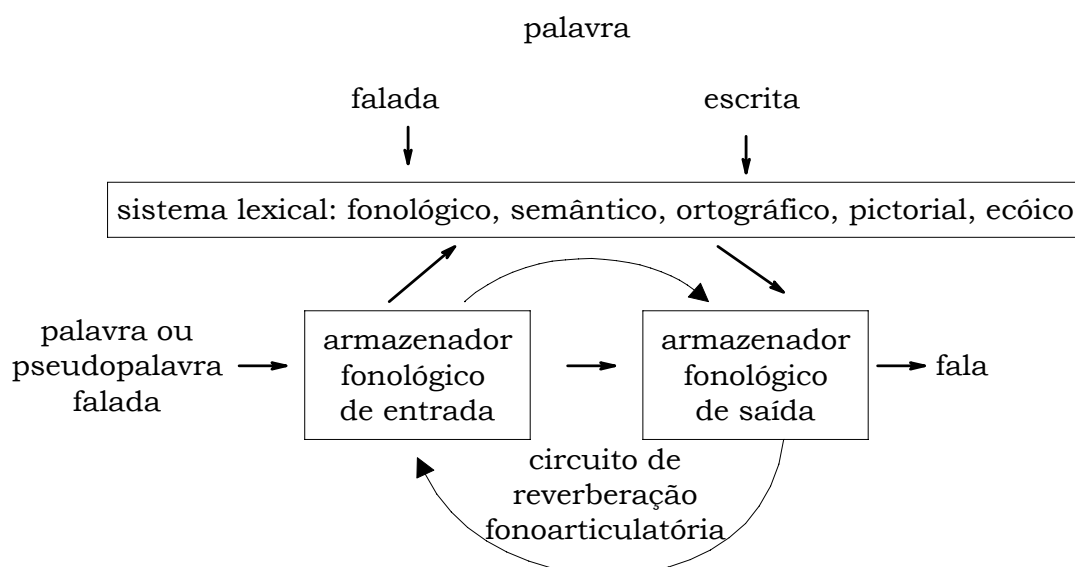 palavra
falada
escrita
sistema lexical: fonológico, semântico, ortográfico, pictorial, ecóico
palavra ou
pseudopalavra
falada
armazenador
fonológico
de entrada
armazenador
fonológico
de saída
fala
circuito de
reverberação
fonoarticulatória